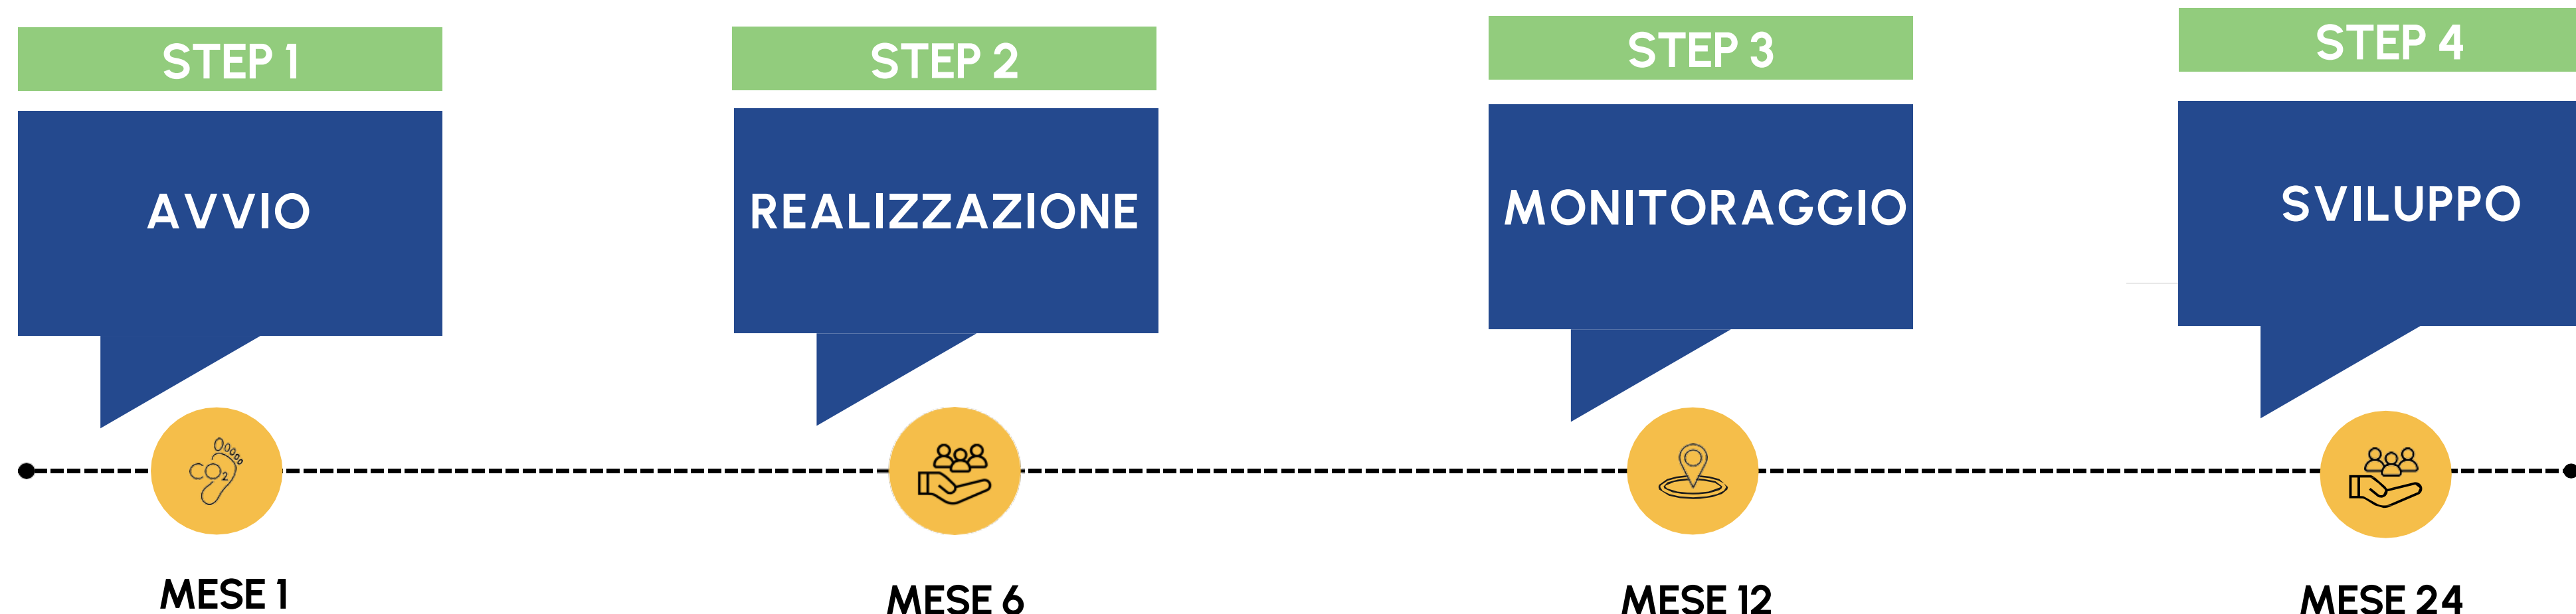 STEP 1
AVVIO
CO2
MESE 1
STEP 2
REALIZZAZIONE
MESE 6
STEP 3
MONITORAGGIO
MESE 12
STEP 4
SVILUPPO
MESE 24